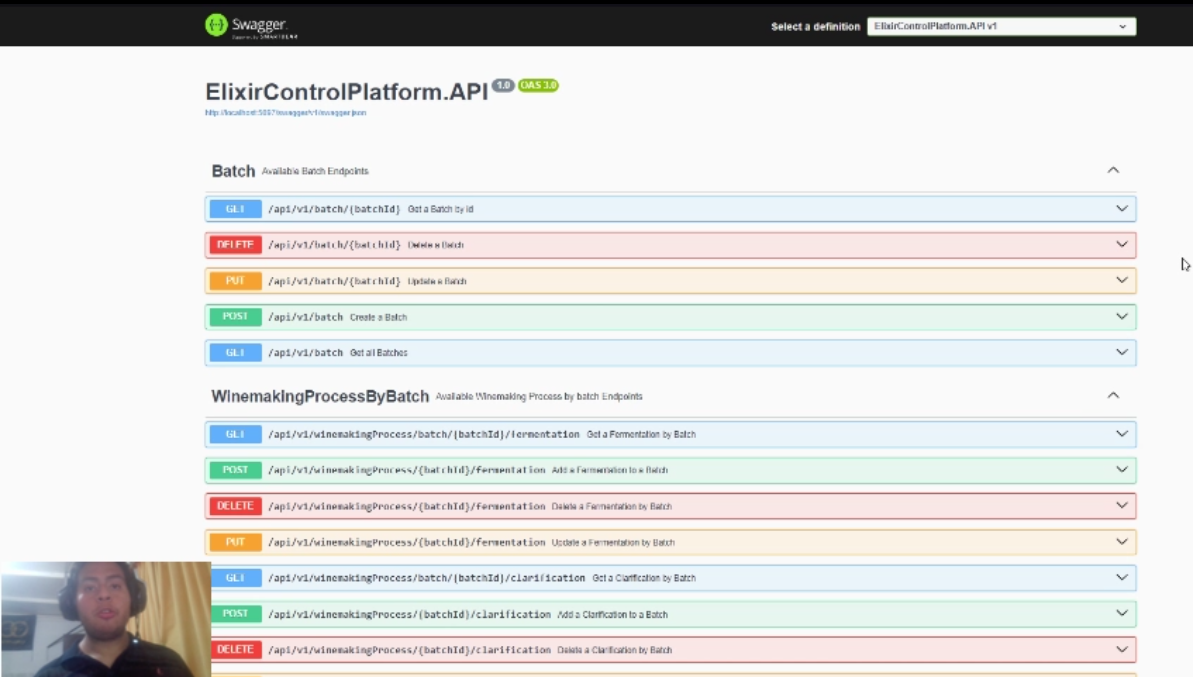 Swagger.
Supported by SMARTBEAR
Select a definition ElixirControlPlatform.API v1
ElixirControlPlatform.API 1.0 OAS 3.0
http://localhost:5097/swagger/v1/swagger.json
Batch Available Batch Endpoints
GET /api/v1/batch/{batchId} Get a Batch by Id
DELETE /api/v1/batch/{batchId} Delete a Batch
PUT /api/v1/batch/{batchId} Update a Batch
POST /api/v1/batch Create a Batch
GET /api/v1/batch Get all Batches
WinemakingProcessByBatch Available Winemaking Process by batch Endpoints
GET /api/v1/winemakingProcess/batch/{batchId}/fermentation Get a Fermentation by Batch
POST /api/v1/winemakingProcess/{batchId}/fermentation Add a Fermentation to a Batch
DELETE /api/v1/winemakingProcess/{batchId}/fermentation Delete a Fermentation by Batch
PUT /api/v1/winemakingProcess/{batchId}/fermentation Update a Fermentation by Batch
GET /api/v1/winemakingProcess/batch/{batchId}/clarification Get a Clarification by Batch
POST /api/v1/winemakingProcess/{batchId}/clarification Add a Clarification to a Batch
DELETE /api/v1/winemakingProcess/{batchId}/clarification Delete a Clarification by Batch